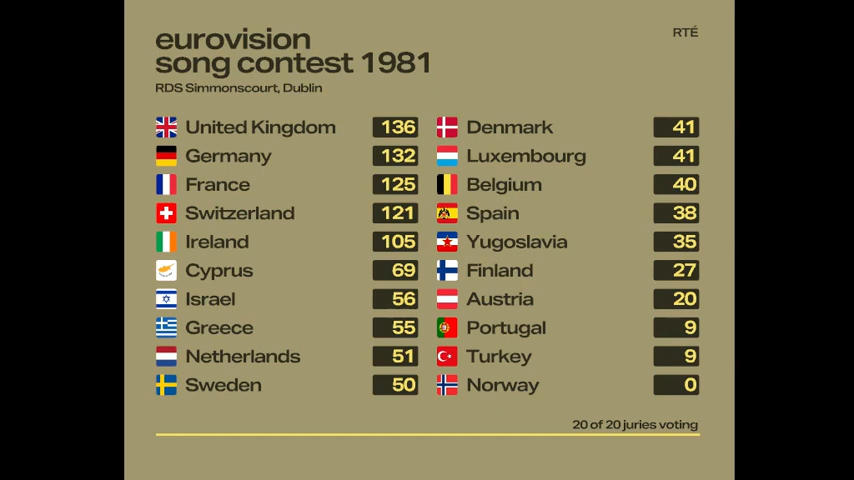 eurovision
song contest 1981
RTÉ
RDS Simmonscourt, Dublin
United Kingdom 136
Germany 132
France 125
Switzerland 121
Ireland 105
Cyprus 69
Israel 56
Greece 55
Netherlands 51
Sweden 50
Denmark 41
Luxembourg 41
Belgium 40
Spain 38
Yugoslavia 35
Finland 27
Austria 20
Portugal 9
Turkey 9
Norway 0
20 of 20 juries voting